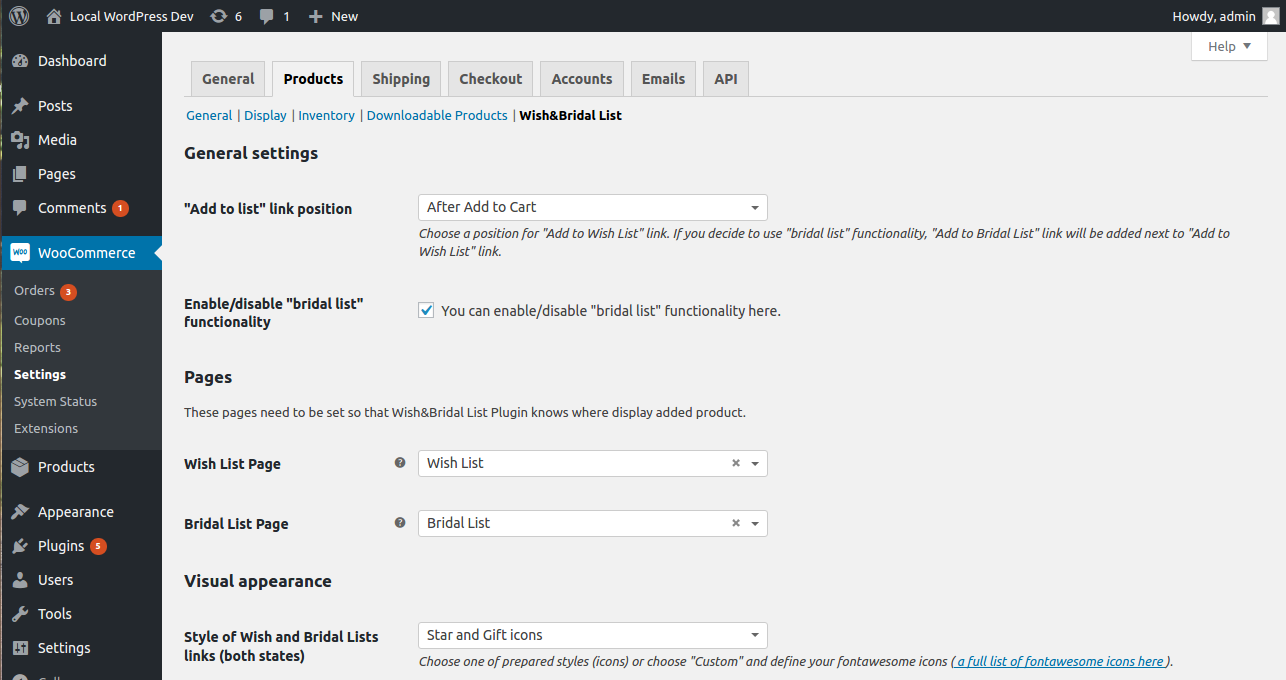 Local WordPress Dev 6 1 New Howdy, admin
Help
Dashboard
Posts
Media
Pages
Comments 1
WooCommerce
Orders 3
Coupons
Reports
Settings
System Status
Extensions
Products
Appearance
Plugins 5
Users
Tools
Settings
General Products Shipping Checkout Accounts Emails API
General | Display | Inventory | Downloadable Products | Wish&Bridal List
General settings
"Add to list" link position
After Add to Cart
Choose a position for "Add to Wish List" link. If you decide to use "bridal list" functionality, "Add to Bridal List" link will be added next to "Add to
Wish List" link.
Enable/disable "bridal list"
functionality
You can enable/disable "bridal list" functionality here.
Pages
These pages need to be set so that Wish&Bridal List Plugin knows where display added product.
Wish List Page ? Wish List ×
Bridal List Page ? Bridal List ×
Visual appearance
Style of Wish and Bridal Lists
links (both states)
Star and Gift icons
Choose one of prepared styles (icons) or choose "Custom" and define your fontawesome icons ( a full list of fontawesome icons here ).